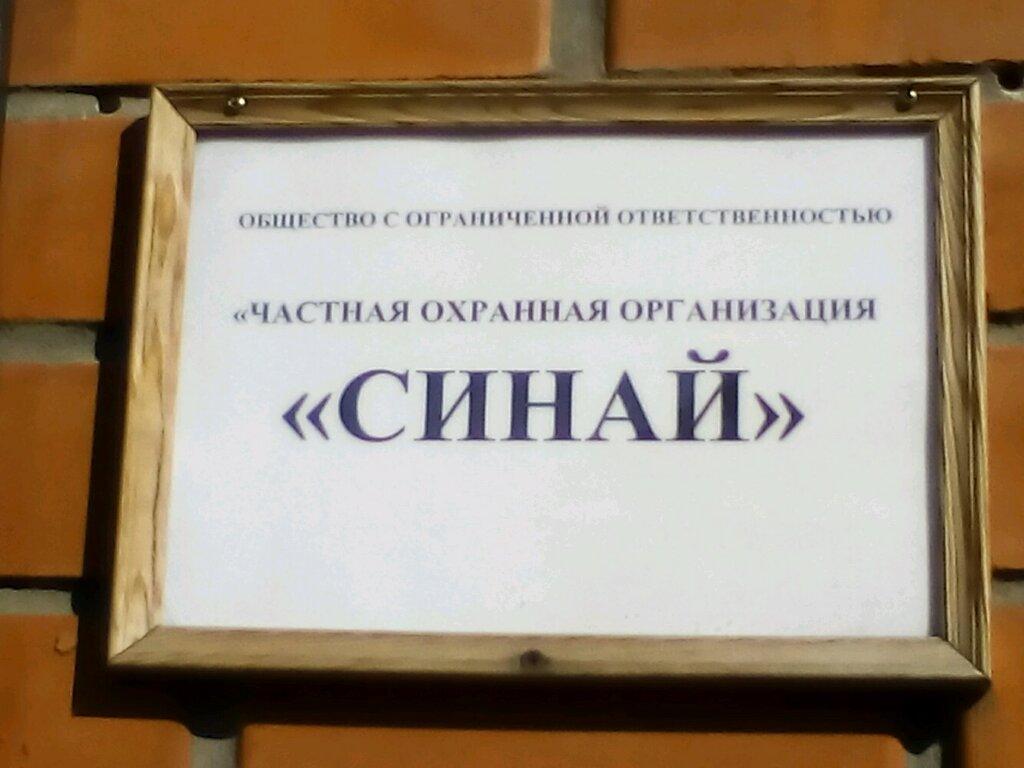 ОБЩЕСТВО С ОГРАНИЧЕННОЙ ОТВЕТСТВЕННОСТЬЮ
«ЧАСТНАЯ ОХРАННАЯ ОРГАНИЗАЦИЯ
«СИНАЙ»